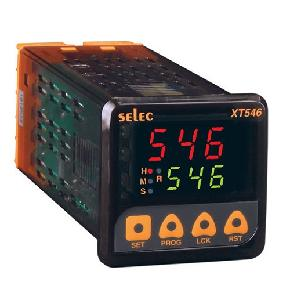 selec XT546
546
H R
M 546
S
SET PROG LCK RST